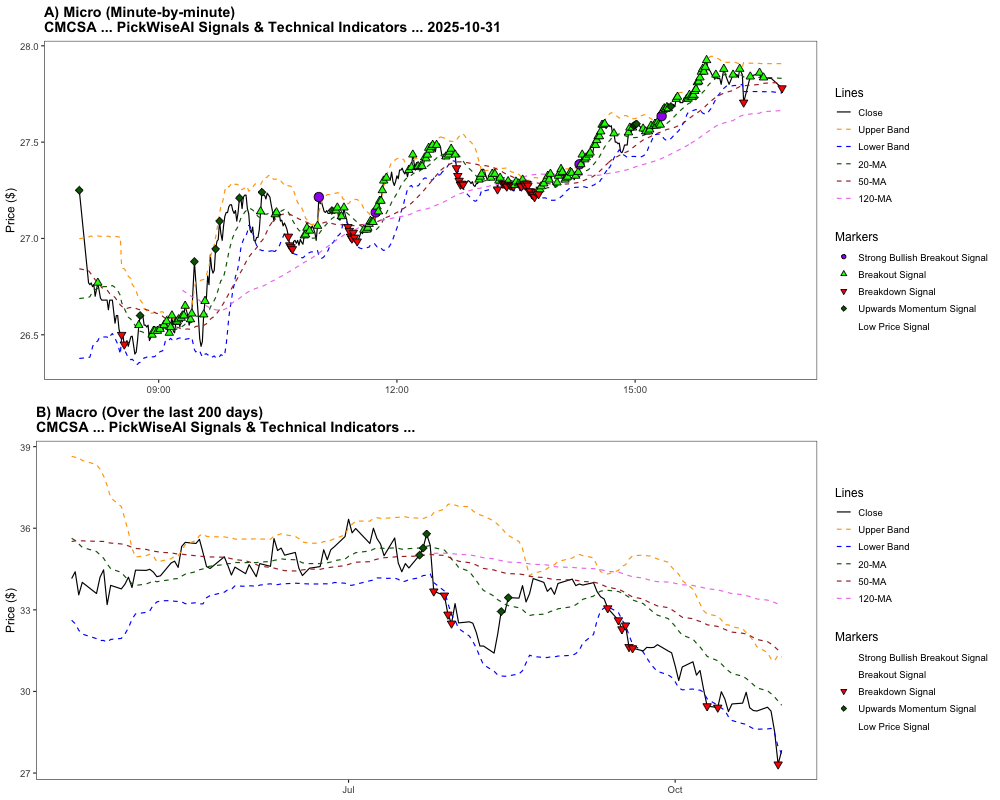 A) Micro (Minute-by-minute)
CMCSA ... PickWiseAI Signals & Technical Indicators ... 2025-10-31
Price ($)
28.0
27.5
27.0
26.5
09:00
12:00
15:00
Lines
Close
Upper Band
Lower Band
20-MA
50-MA
120-MA
Markers
Strong Bullish Breakout Signal
Breakout Signal
Breakdown Signal
Upwards Momentum Signal
Low Price Signal
B) Macro (Over the last 200 days)
CMCSA ... PickWiseAI Signals & Technical Indicators ...
Price ($)
39
36
33
30
27
Jul
Oct
Lines
Close
Upper Band
Lower Band
20-MA
50-MA
120-MA
Markers
Strong Bullish Breakout Signal
Breakout Signal
Breakdown Signal
Upwards Momentum Signal
Low Price Signal